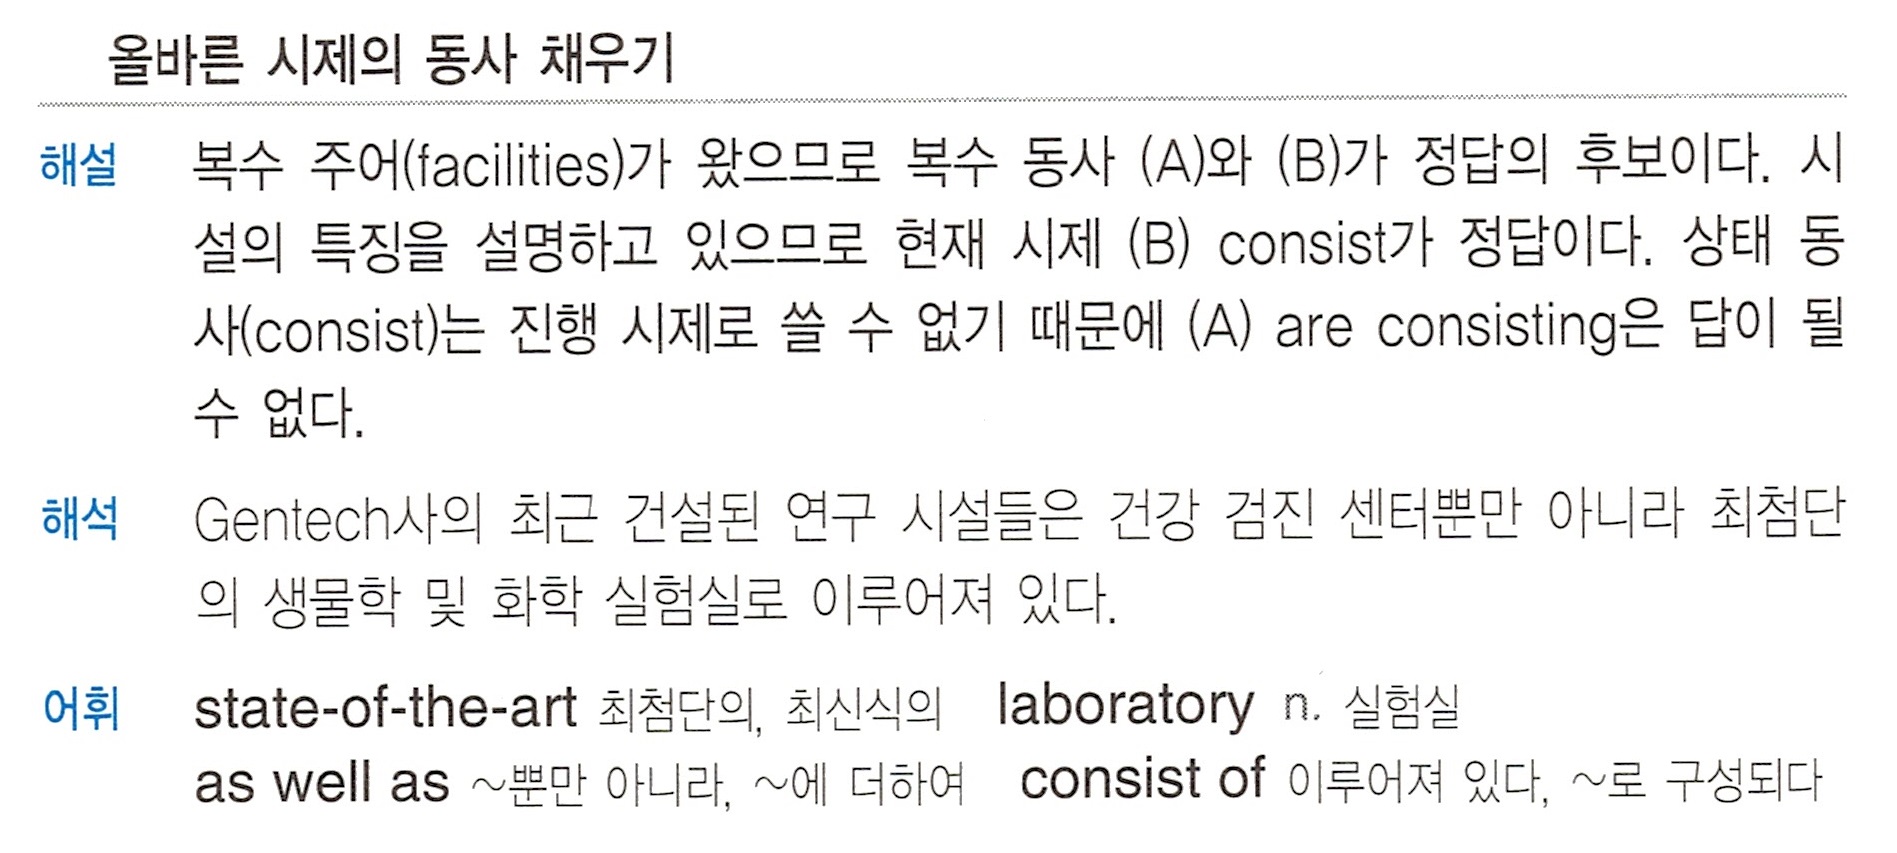 올바른 시제의 동사 채우기
해설 복수 주어(facilities)가 왔으므로 복수 동사 (A)와 (B)가 정답의 후보이다. 시
설의 특징을 설명하고 있으므로 현재 시제 (B) consist가 정답이다. 상태 동
사(consist)는 진행 시제로 쓸 수 없기 때문에 (A) are consisting은 답이 될
수 없다.
해석 Gentech사의 최근 건설된 연구 시설들은 건강 검진 센터뿐만 아니라 최첨단
의 생물학 및 화학 실험실로 이루어져 있다.
어휘 state-of-the-art 최첨단의, 최신식의 laboratory n. 실험실
as well as ~뿐만 아니라, ~에 더하여 consist of 이루어져 있다, ~로 구성되다